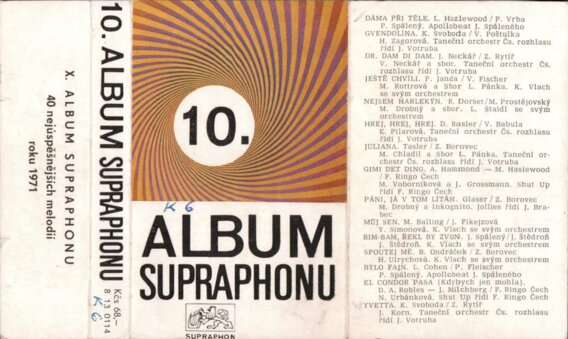 X. ALBUM SUPRAPHONU
40 nejúspěšnějších melodií
roku 1971
10. ALBUM SUPRAPHONU
Kčs 68,—
8 13 0114
K 6
10.
K 6
ALBUM
SUPRAPHONU
SUPRAPHON
DÁMA PŘI TĚLE. L. Hazlewood / P. Vrba
P. Spálený. Apollobeat J. Spáleného
GVENDOLINA. K. Svoboda / V. Poštulka
H. Zagorová. Taneční orchestr Čs. rozhlasu
řídí J. Votruba
DR. DAM DI DAM. J. Neckář / Z. Rytíř
V. Neckář a sbor. Taneční orchestr Čs.
rozhlasu řídí J. Votruba
JEŠTĚ CHVÍLI. P. Janda / V. Fischer
M. Rottrová a sbor L. Pánka. K. Vlach
se svým orchestrem
NEJSEM HARLEKÝN. R. Dorset / M. Prostějovský
M. Drobný a sbor. L. Štaidl se svým
orchestrem
HREJ, HREJ, HREJ. D. Basler / V. Babula
E. Pilarová. Taneční orchestr Čs. rozhlasu
řídí J. Votruba
JULIANA. Tasler / Z. Borovec
M. Chladil a Sbor L. Pánka. Taneční or-
chestr Čs. rozhlasu řídí J. Votruba
GIMI DET DING. A. Hammond — M. Haslewood
/ F. Ringo Čech
M. Voborníková a J. Grossmann. Shut Up
řídí F. Ringo Čech
PÁNI, JÁ V TOM LÍTÁM. Glaser / Z. Borovec
M. Drobný a Inkognito. Jollies řídí J. Bra-
bec
MŮJ SEN. M. Balling / J. Fikejzová
Y. Simonová. K. Vlach se svým orchestrem
BIM-BAM, ŘEKL BY ZVON. J. Spálený / J. Štědroň
J. Štědroň. K. Vlach se svým orchestrem
SPOUTEJ MĚ. B. Ondráček / Z. Borovec
H. Ulrychová. K. Vlach se svým orchestrem
BYLO FAJN. L. Cohen / P. Fleischer
P. Spálený. Apollobeat J. Spáleného
EL CONDOR PASA (Kdybych jen mohla).
D. A. Robles — J. Milchberg / F. Ringo Čech
N. Urbánková. Shut Up řídí F. Ringo Čech
YVETTA. K. Svoboda / Z. Rytíř
J. Korn. Taneční orchestr Čs. rozhlasu
řídí J. Votruba